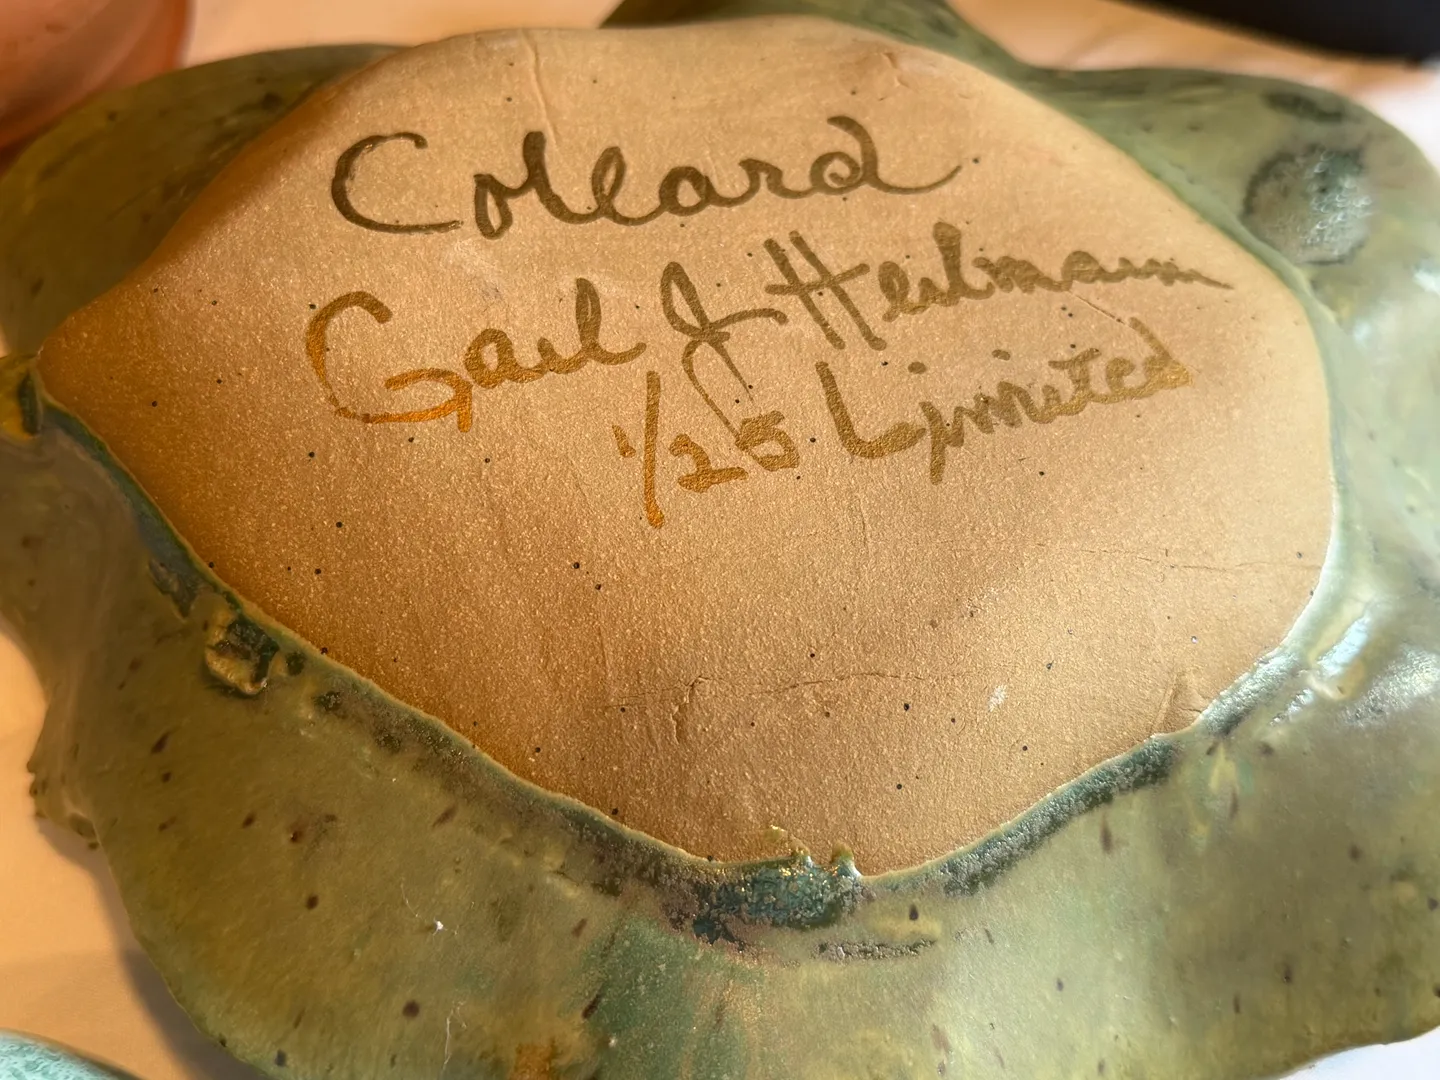 Collard
Gail J Heilmann
1/25 Limited